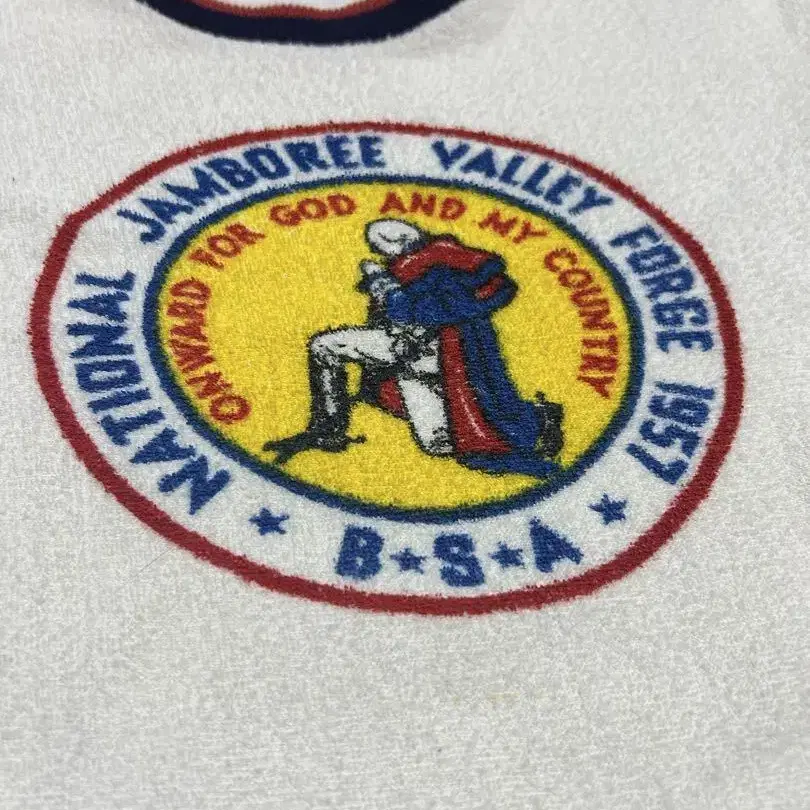 NATIONAL JAMBOREE VALLEY FORGE 1957
ONWARD FOR GOD AND MY COUNTRY
B★S★A